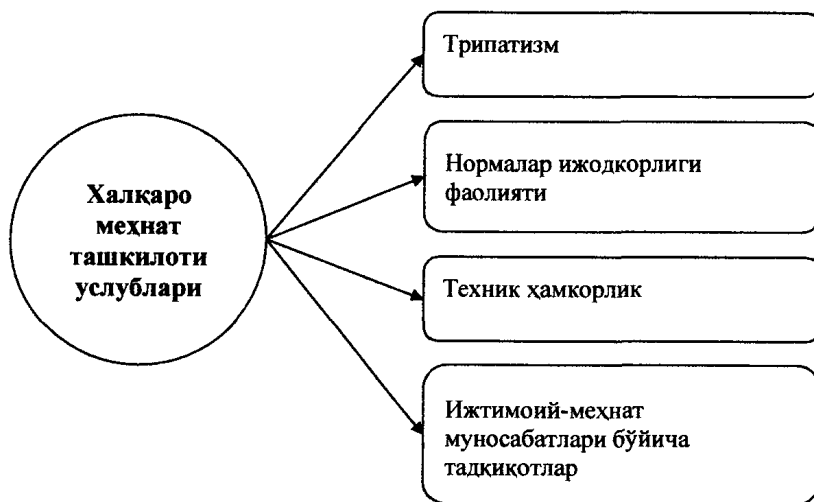 Халқаро
меҳнат
ташкилоти
услублари
Трипатизм
Нормалар ижодкорлиги
фаолияти
Техник ҳамкорлик
Ижтимоий-меҳнат
муносабатлари бўйича
тадқиқотлар